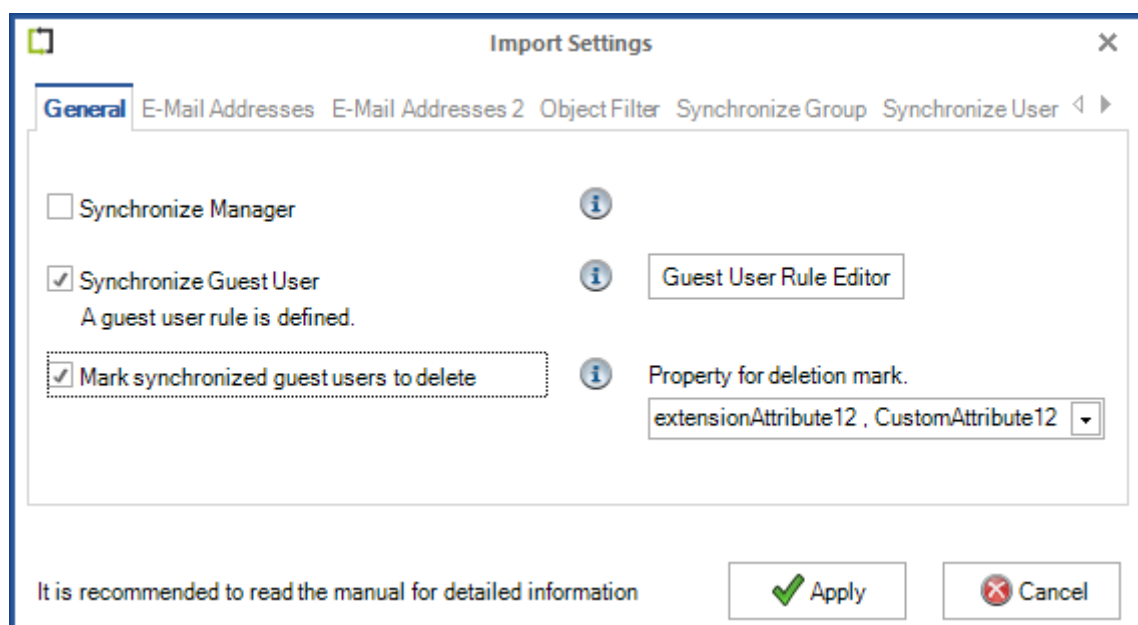 Import Settings
General E-Mail Addresses E-Mail Addresses 2 Object Filter Synchronize Group Synchronize User
Synchronize Manager
Synchronize Guest User
Guest User Rule Editor
A guest user rule is defined.
Mark synchronized guest users to delete
Property for deletion mark.
extensionAttribute12 , CustomAttribute12
It is recommended to read the manual for detailed information
Apply
Cancel